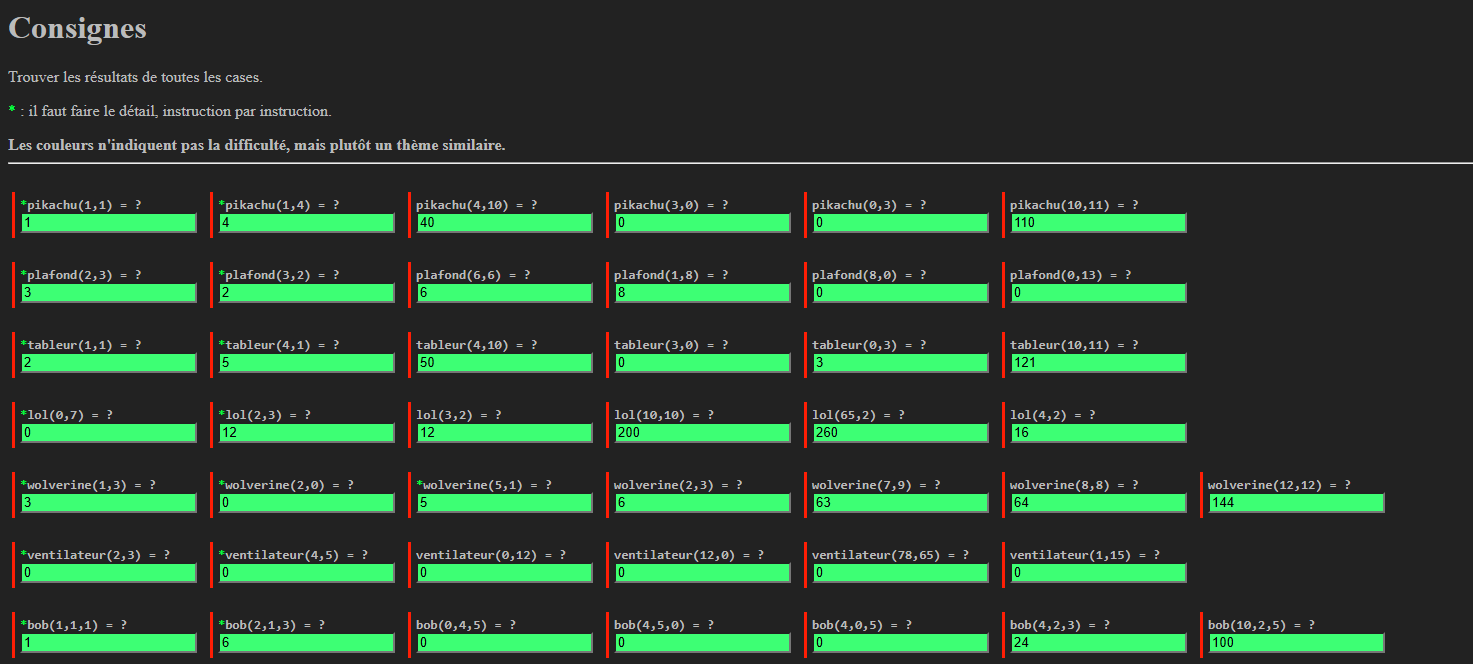 Consignes
Trouver les résultats de toutes les cases.
* : il faut faire le détail, instruction par instruction.
Les couleurs n'indiquent pas la difficulté, mais plutôt un thème similaire.
*pikachu(1,1) = ? *pikachu(1,4) = ? pikachu(4,10) = ? pikachu(3,0) = ? pikachu(0,3) = ? pikachu(10,11) = ?
1 4 40 0 0 110
*plafond(2,3) = ? *plafond(3,2) = ? plafond(6,6) = ? plafond(1,8) = ? plafond(8,0) = ? plafond(0,13) = ?
3 2 6 8 0 0
*tableur(1,1) = ? *tableur(4,1) = ? tableur(4,10) = ? tableur(3,0) = ? tableur(0,3) = ? tableur(10,11) = ?
2 5 50 0 3 121
*lol(0,7) = ? *lol(2,3) = ? lol(3,2) = ? lol(10,10) = ? lol(65,2) = ? lol(4,2) = ?
0 12 12 200 260 16
*wolverine(1,3) = ? *wolverine(2,0) = ? *wolverine(5,1) = ? wolverine(2,3) = ? wolverine(7,9) = ? wolverine(8,8) = ? wolverine(12,12) = ?
3 0 5 6 63 64 144
*ventilateur(2,3) = ? *ventilateur(4,5) = ? ventilateur(0,12) = ? ventilateur(12,0) = ? ventilateur(78,65) = ? ventilateur(1,15) = ?
0 0 0 0 0 0
*bob(1,1,1) = ? *bob(2,1,3) = ? bob(0,4,5) = ? bob(4,5,0) = ? bob(4,0,5) = ? bob(4,2,3) = ? bob(10,2,5) = ?
1 6 0 0 0 24 100